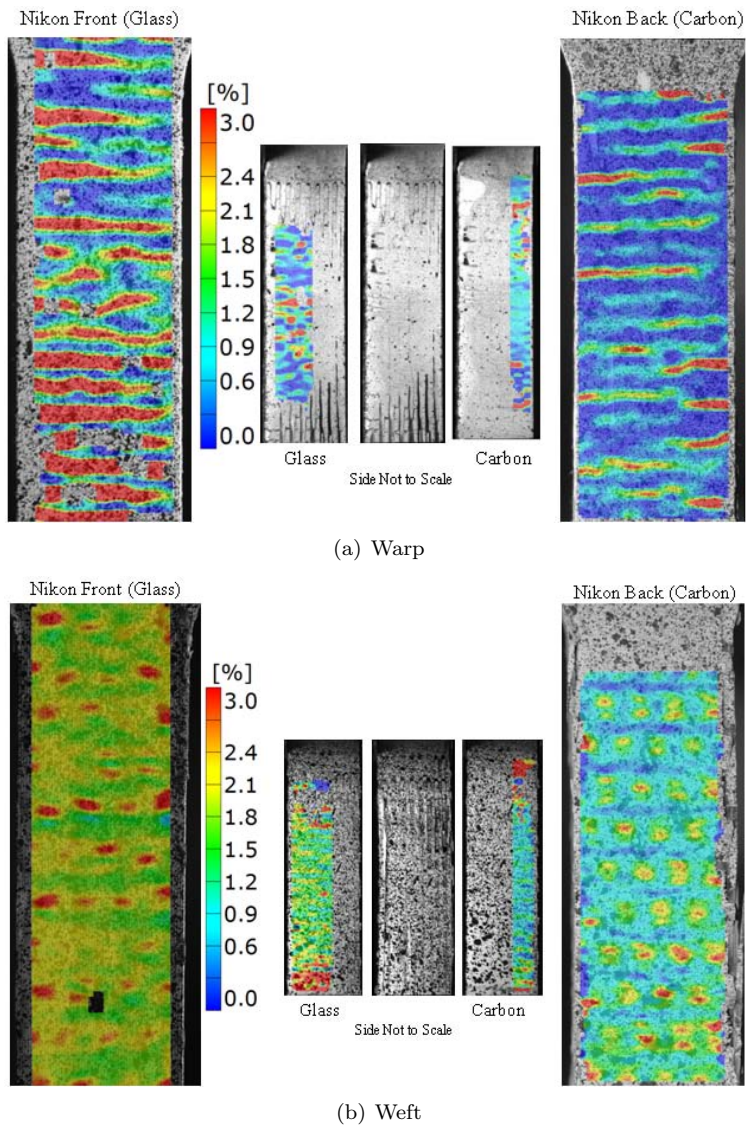 Nikon Front (Glass)
Nikon Back (Carbon)
[%]
3.0
2.4
2.1
1.8
1.5
1.2
0.9
0.6
0.0
Glass
Carbon
Side Not to Scale
(a) Warp
Nikon Front (Glass)
Nikon Back (Carbon)
[%]
3.0
2.4
2.1
1.8
1.5
1.2
0.9
0.6
0.0
Glass
Carbon
Side Not to Scale
(b) Weft